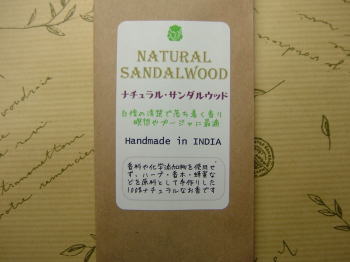 NATURAL
SANDALWOOD
ナチュラル・サンダルウッド
白檀の清楚で落ち着く香り
瞑想やプージャに最適
Handmade in INDIA
香料や化学添加物を使用せ
ず、ハーブ・香木・蜂蜜な
どを原料として手作りした
100%ナチュラルなお香です